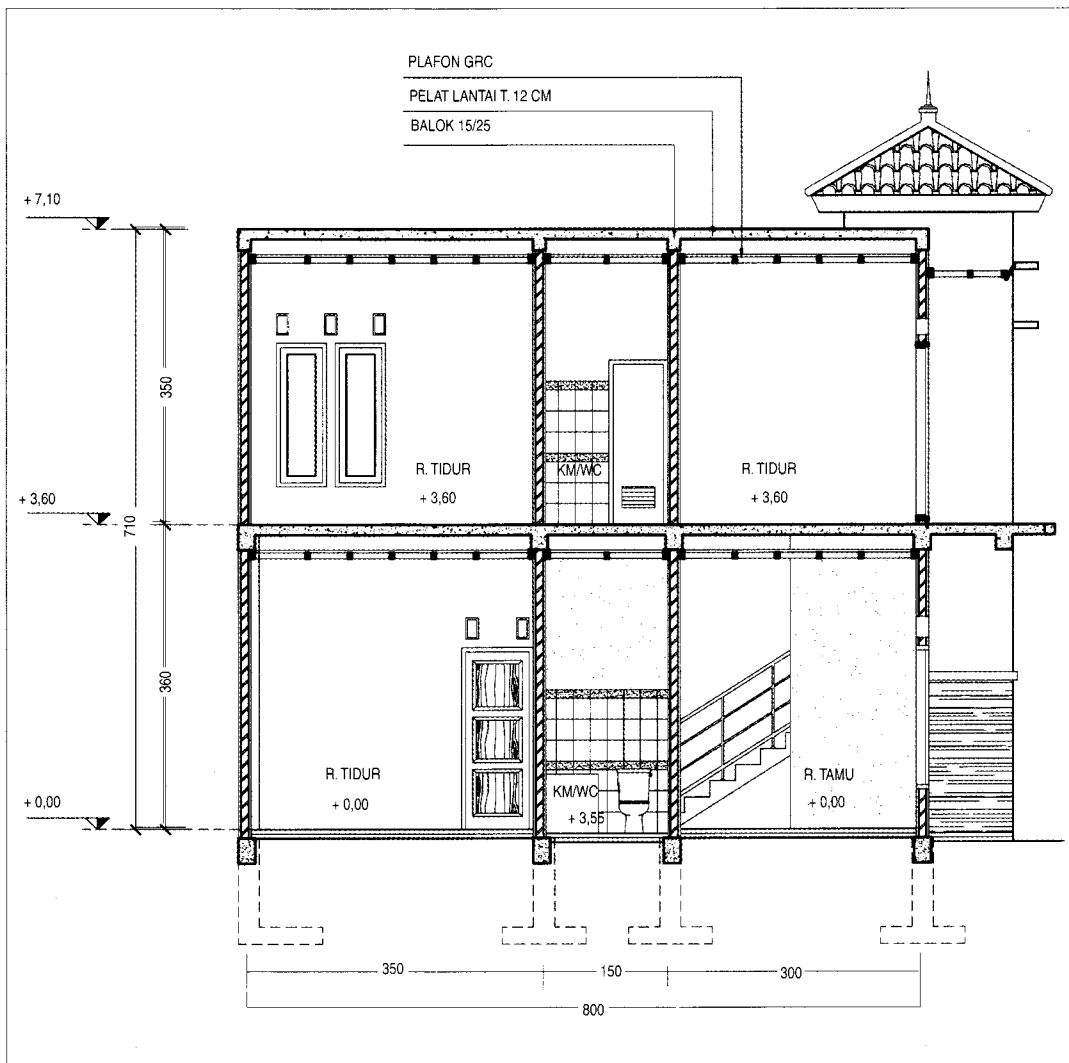 PLAFON GRC
PELAT LANTAI T. 12 CM
BALOK 15/25
+ 7,10
350
710
R. TIDUR
+ 3,60
KM/WC
R. TIDUR
+ 3,60
+ 3,60
360
R. TIDUR
+ 0,00
KM/WC
+ 3,55
R. TAMU
+ 0,00
+ 0,00
350
150
300
800